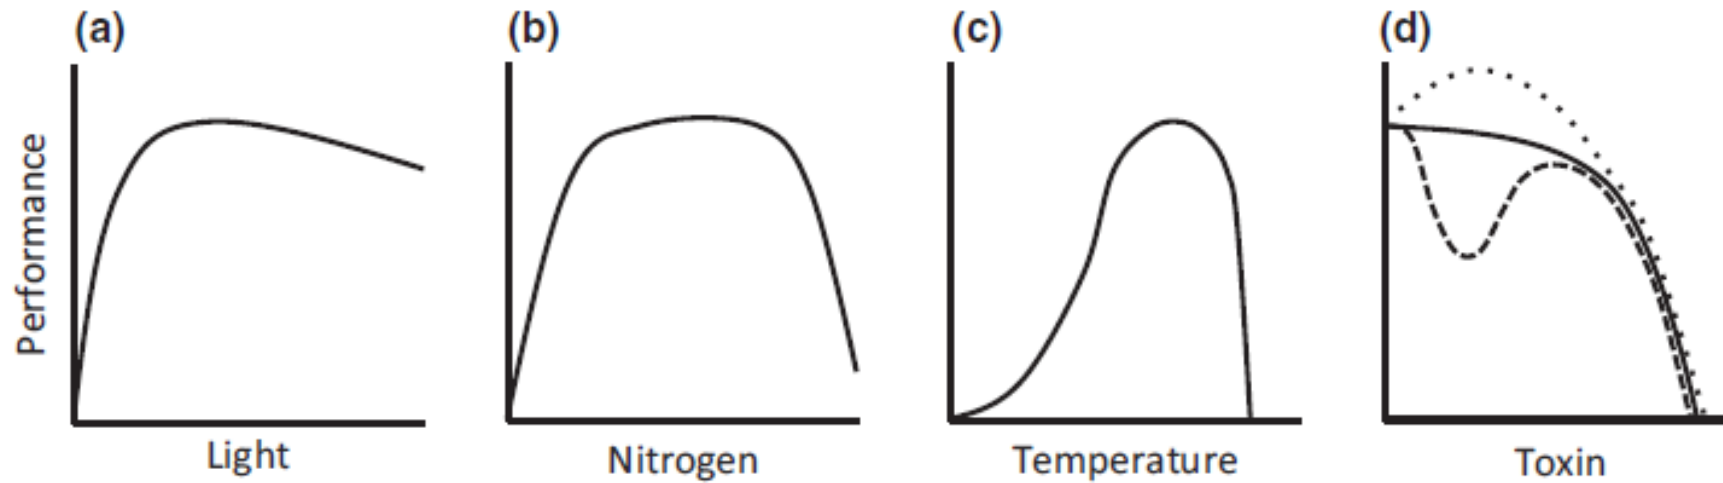 (a) (b) (c) (d)
Performance
Light Nitrogen Temperature Toxin